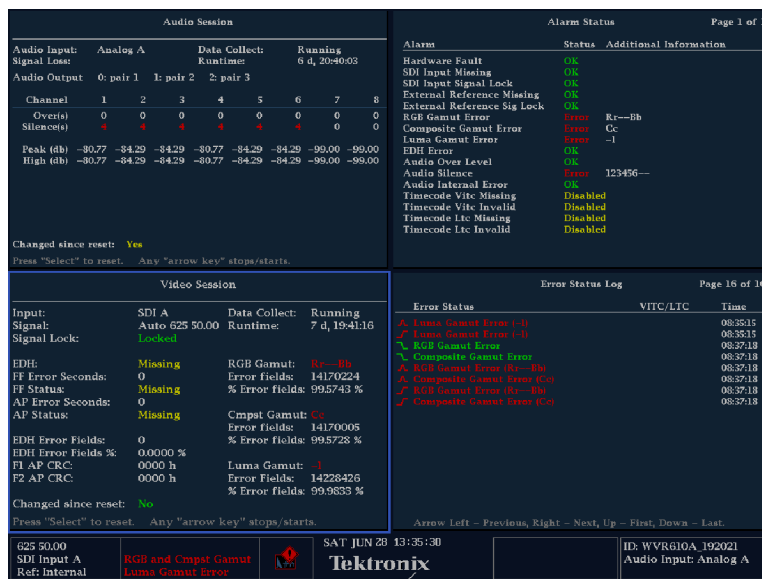 Audio Session
Audio Input: Analog A Data Collect: Running
Signal Loss: Runtime: 6 d, 20:40:03
Audio Output 0: pair 1 1: pair 2 2: pair 3
Channel 1 2 3 4 5 6 7 8
Over(s) 0 0 0 0 0 0 0 0
Silence(s) 4 4 4 4 4 4 0 0
Peak (db) -80.77 -84.29 -84.29 -80.77 -84.29 -84.29 -99.00 -99.00
High (db) -80.77 -84.29 -84.29 -80.77 -84.29 -84.29 -99.00 -99.00
Changed since reset: Yes
Press "Select" to reset. Any "arrow key" stops/starts.
Alarm Status Page 1 of
Alarm Status Additional Information
Hardware Fault OK
SDI Input Missing OK
SDI Input Signal Lock OK
External Reference Missing OK
External Reference Sig Lock OK
RGB Gamut Error Error Rr--Bb
Composite Gamut Error Error Cc
Luma Gamut Error Error -l
EDH Error OK
Audio Over Level OK
Audio Silence Error 123456--
Audio Internal Error OK
Timecode Vitc Missing Disabled
Timecode Vitc Invalid Disabled
Timecode Ltc Missing Disabled
Timecode Ltc Invalid Disabled
Video Session
Input: SDI A Data Collect: Running
Signal: Auto 625 50.00 Runtime: 7 d, 19:41:16
Signal Lock: Locked
EDH: Missing RGB Gamut: Rr--Bb
FF Error Seconds: 0 Error fields: 14170224
FF Status: Missing % Error fields: 99.5743 %
AP Error Seconds: 0
AP Status: Missing Cmpst Gamut: Cc
Error fields: 14170005
EDH Error Fields: 0 % Error fields: 99.5728 %
EDH Error Fields %: 0.0000 %
F1 AP CRC: 0000 h Luma Gamut: -l
F2 AP CRC: 0000 h Error Fields: 14228426
% Error fields: 99.9833 %
Changed since reset: No
Press "Select" to reset. Any "arrow key" stops/starts.
Error Status Log Page 16 of
Error Status VITC/LTC Time
Luma Gamut Error (-l) 08:35:15
Luma Gamut Error (-l) 08:35:15
RGB Gamut Error 08:37:18
Composite Gamut Error 08:37:18
RGB Gamut Error (Rr--Bb) 08:37:18
Composite Gamut Error (Cc) 08:37:18
RGB Gamut Error (Rr--Bb) 08:37:18
Composite Gamut Error (Cc) 08:37:18
Arrow Left - Previous, Right - Next, Up - First, Down - Last.
625 50.00
SDI Input A
Ref: Internal
RGB and Cmpst Gamut
Luma Gamut Error
SAT JUN 28 13:35:30
Tektronix
ID: WVR610A_192021
Audio Input: Analog A